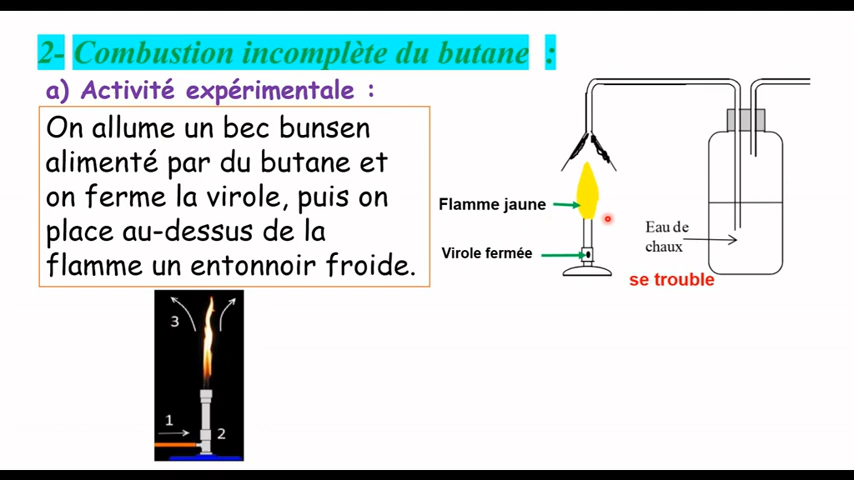 2- Combustion incomplète du butane :
a) Activité expérimentale :
On allume un bec bunsen
alimenté par du butane et
on ferme la virole, puis on
place au-dessus de la
flamme un entonnoir froide.
Flamme jaune
Virole fermée
Eau de
chaux
se trouble
3
1
2